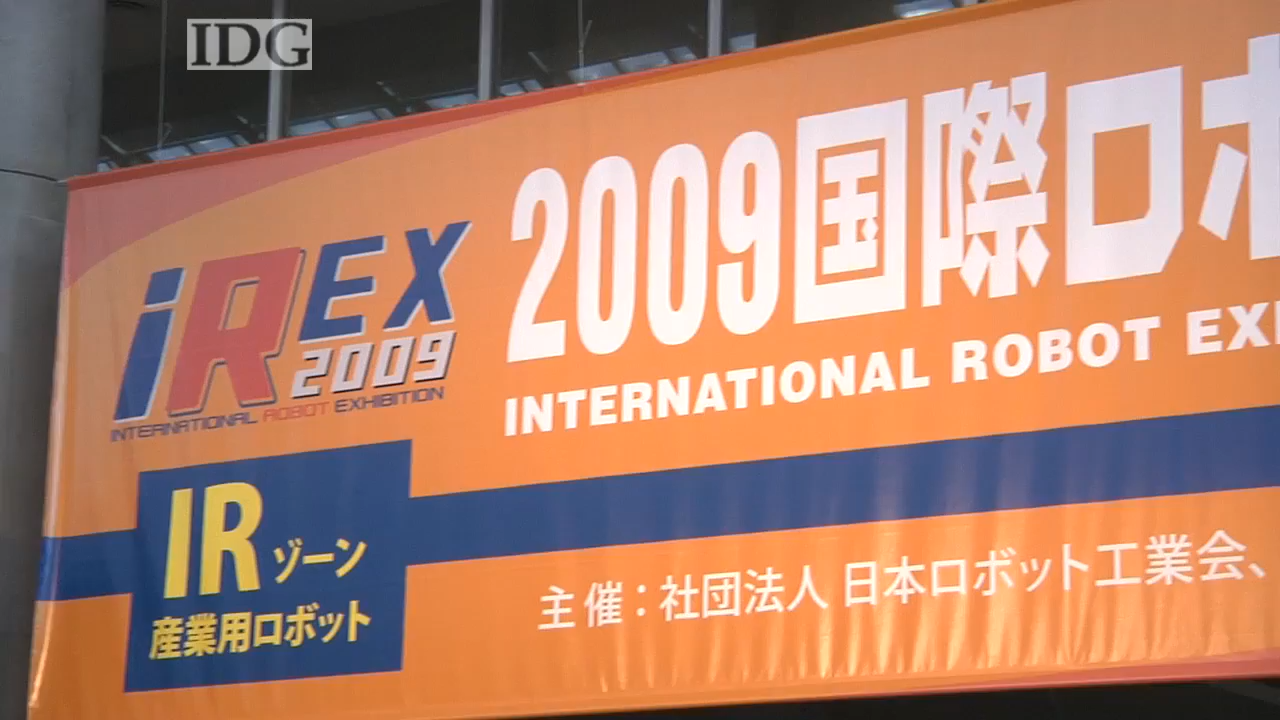 IDG
iREX
2009
INTERNATIONAL ROBOT EXHIBITION
2009国際ロボ
INTERNATIONAL ROBOT EX
IRゾーン
産業用ロボット
主催：社団法人 日本ロボット工業会、